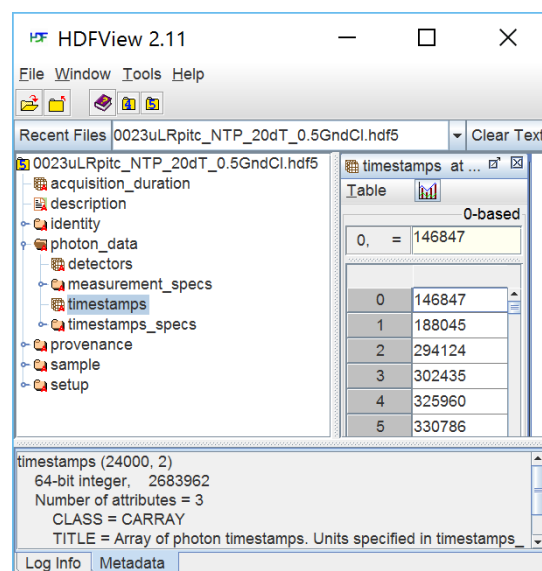 HDFView 2.11
File Window Tools Help
Recent Files 0023uLRpitc_NTP_20dT_0.5GndCl.hdf5 Clear Text
0023uLRpitc_NTP_20dT_0.5GndCl.hdf5
acquisition_duration
description
identity
photon_data
detectors
measurement_specs
timestamps
timestamps_specs
provenance
sample
setup
timestamps at ...
Table
0-based
0, = 146847
0 146847
1 188045
2 294124
3 302435
4 325960
5 330786
timestamps (24000, 2)
64-bit integer, 2683962
Number of attributes = 3
CLASS = CARRAY
TITLE = Array of photon timestamps. Units specified in timestamps_
Log Info Metadata